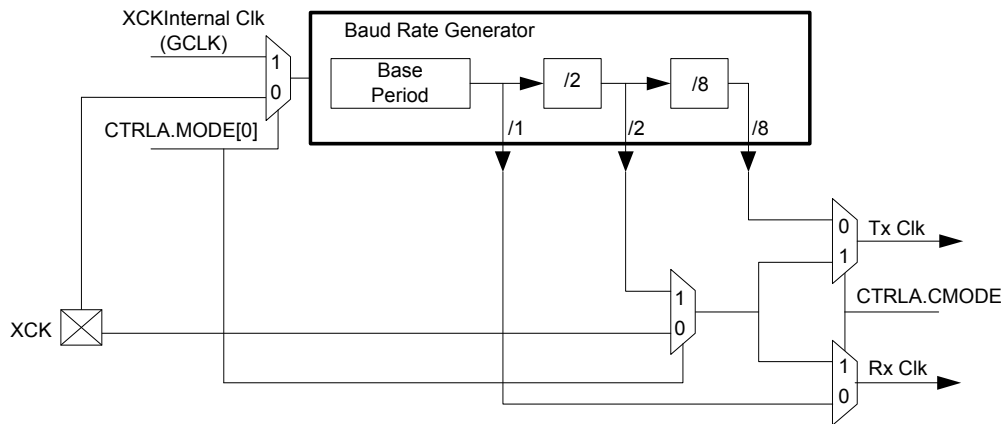 XCKInternal Clk
(GCLK)
Baud Rate Generator
1
0
Base
Period
/2
/8
CTRLA.MODE[0]
/1
/2
/8
0
Tx Clk
1
1
CTRLA.CMODE
XCK
0
1
Rx Clk
0